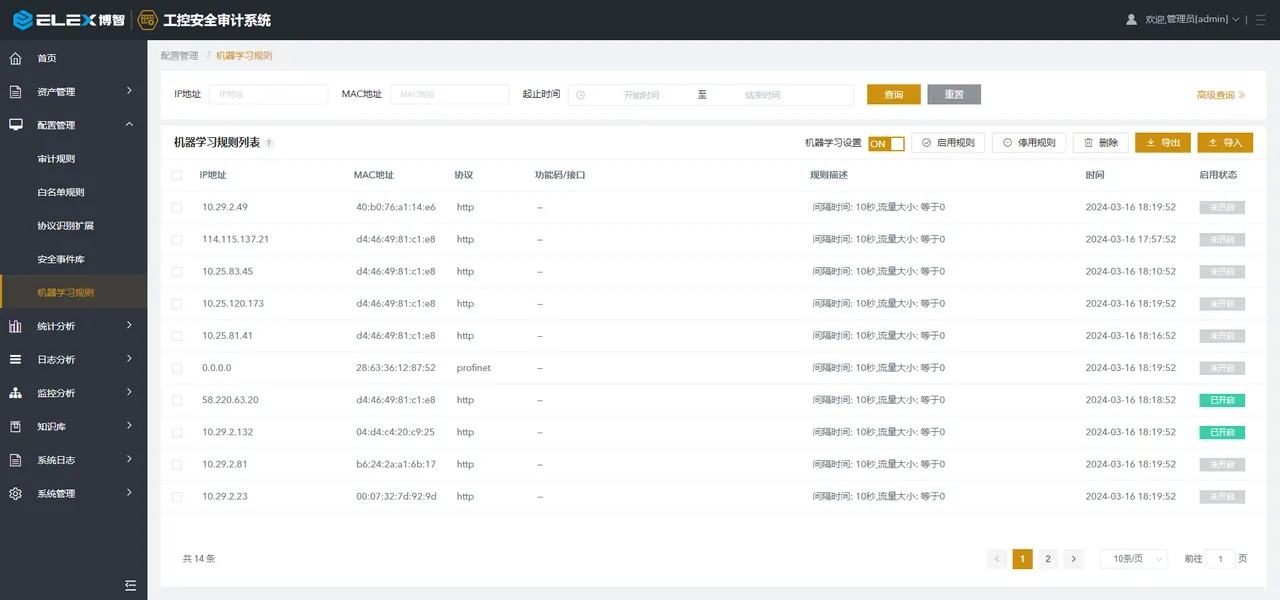 ELEX博智 工控安全审计系统 欢迎,管理员[admin]
首页
资产管理
配置管理
审计规则
白名单规则
协议识别扩展
安全事件库
机器学习规则
统计分析
日志分析
监控分析
知识库
系统日志
系统管理
配置管理 / 机器学习规则
IP地址 IP地址 MAC地址 MAC地址 起止时间 开始时间 至 结束时间 查询 重置 高级查询
机器学习规则列表 ? 机器学习设置 ON 启用规则 停用规则 删除 导出 导入
IP地址 MAC地址 协议 功能码/接口 规则描述 时间 启用状态
10.29.2.49 40:b0:76:a1:14:e6 http – 间隔时间: 10秒,流量大小: 等于0 2024-03-16 18:19:52 未开启
114.115.137.21 d4:46:49:81:c1:e8 http – 间隔时间: 10秒,流量大小: 等于0 2024-03-16 17:57:52 未开启
10.25.83.45 d4:46:49:81:c1:e8 http – 间隔时间: 10秒,流量大小: 等于0 2024-03-16 18:10:52 未开启
10.25.120.173 d4:46:49:81:c1:e8 http – 间隔时间: 10秒,流量大小: 等于0 2024-03-16 18:19:52 未开启
10.25.81.41 d4:46:49:81:c1:e8 http – 间隔时间: 10秒,流量大小: 等于0 2024-03-16 18:16:52 未开启
0.0.0.0 28:63:36:12:87:52 profinet – 间隔时间: 10秒,流量大小: 等于0 2024-03-16 18:19:52 未开启
58.220.63.20 d4:46:49:81:c1:e8 http – 间隔时间: 10秒,流量大小: 等于0 2024-03-16 18:18:52 已开启
10.29.2.132 04:d4:c4:20:c9:25 http – 间隔时间: 10秒,流量大小: 等于0 2024-03-16 18:19:52 已开启
10.29.2.81 b6:24:2a:a1:6b:17 http – 间隔时间: 10秒,流量大小: 等于0 2024-03-16 18:19:52 未开启
10.29.2.23 00:07:32:7d:92:9d http – 间隔时间: 10秒,流量大小: 等于0 2024-03-16 18:19:52 未开启
共 14 条 1 2 10条/页 前往 1 页